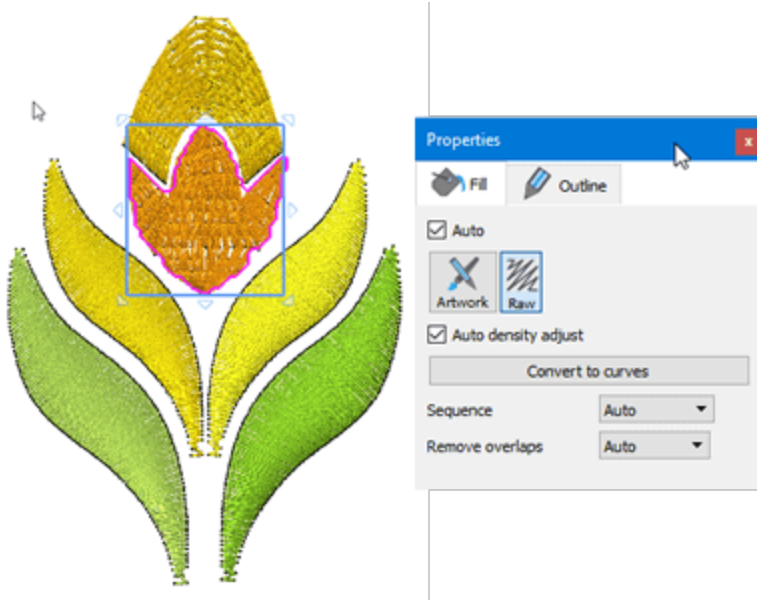 Properties
x
Fill
Outline
Auto
Artwork
Raw
Auto density adjust
Convert to curves
Sequence
Auto
Remove overlaps
Auto